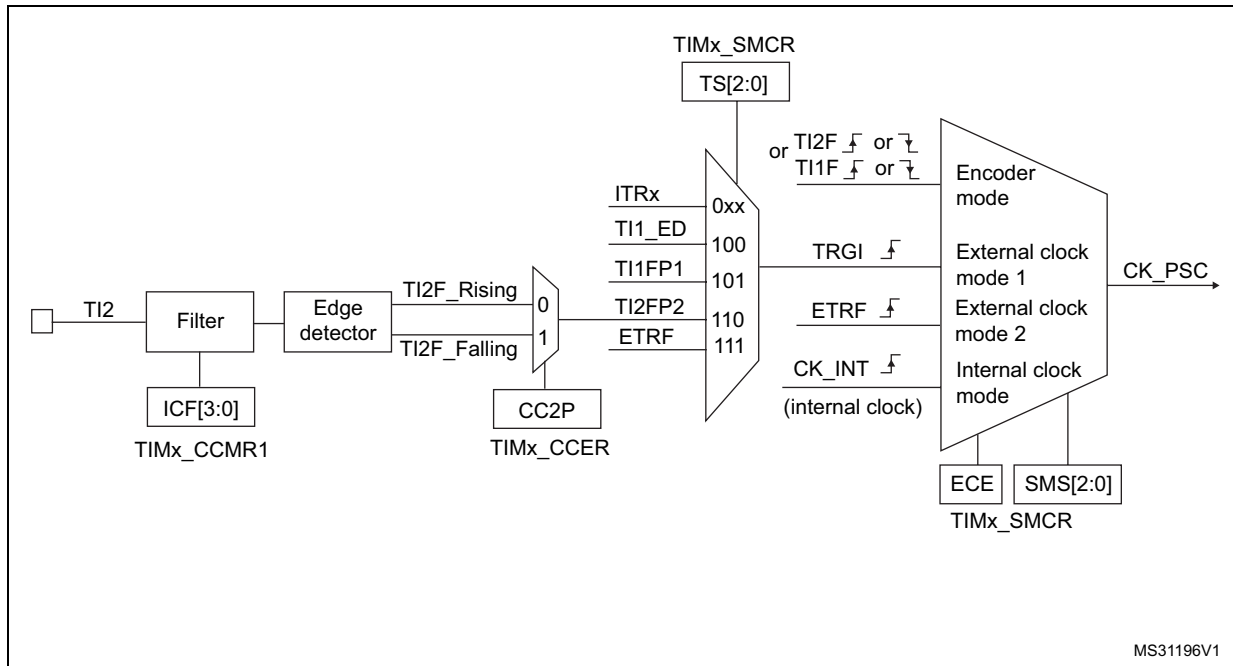 TIMx_SMCR
TS[2:0]
or TI2F or
TI1F or
Encoder
mode
ITRx
0xx
TI1_ED
100
TI1FP1
101
TI2FP2
110
ETRF
111
TRGI
External clock
mode 1
CK_PSC
ETRF
External clock
mode 2
CK_INT
(internal clock)
Internal clock
mode
TI2
Filter
Edge
detector
TI2F_Rising
0
TI2F_Falling
1
ICF[3:0]
TIMx_CCMR1
CC2P
TIMx_CCER
ECE
SMS[2:0]
TIMx_SMCR
MS31196V1